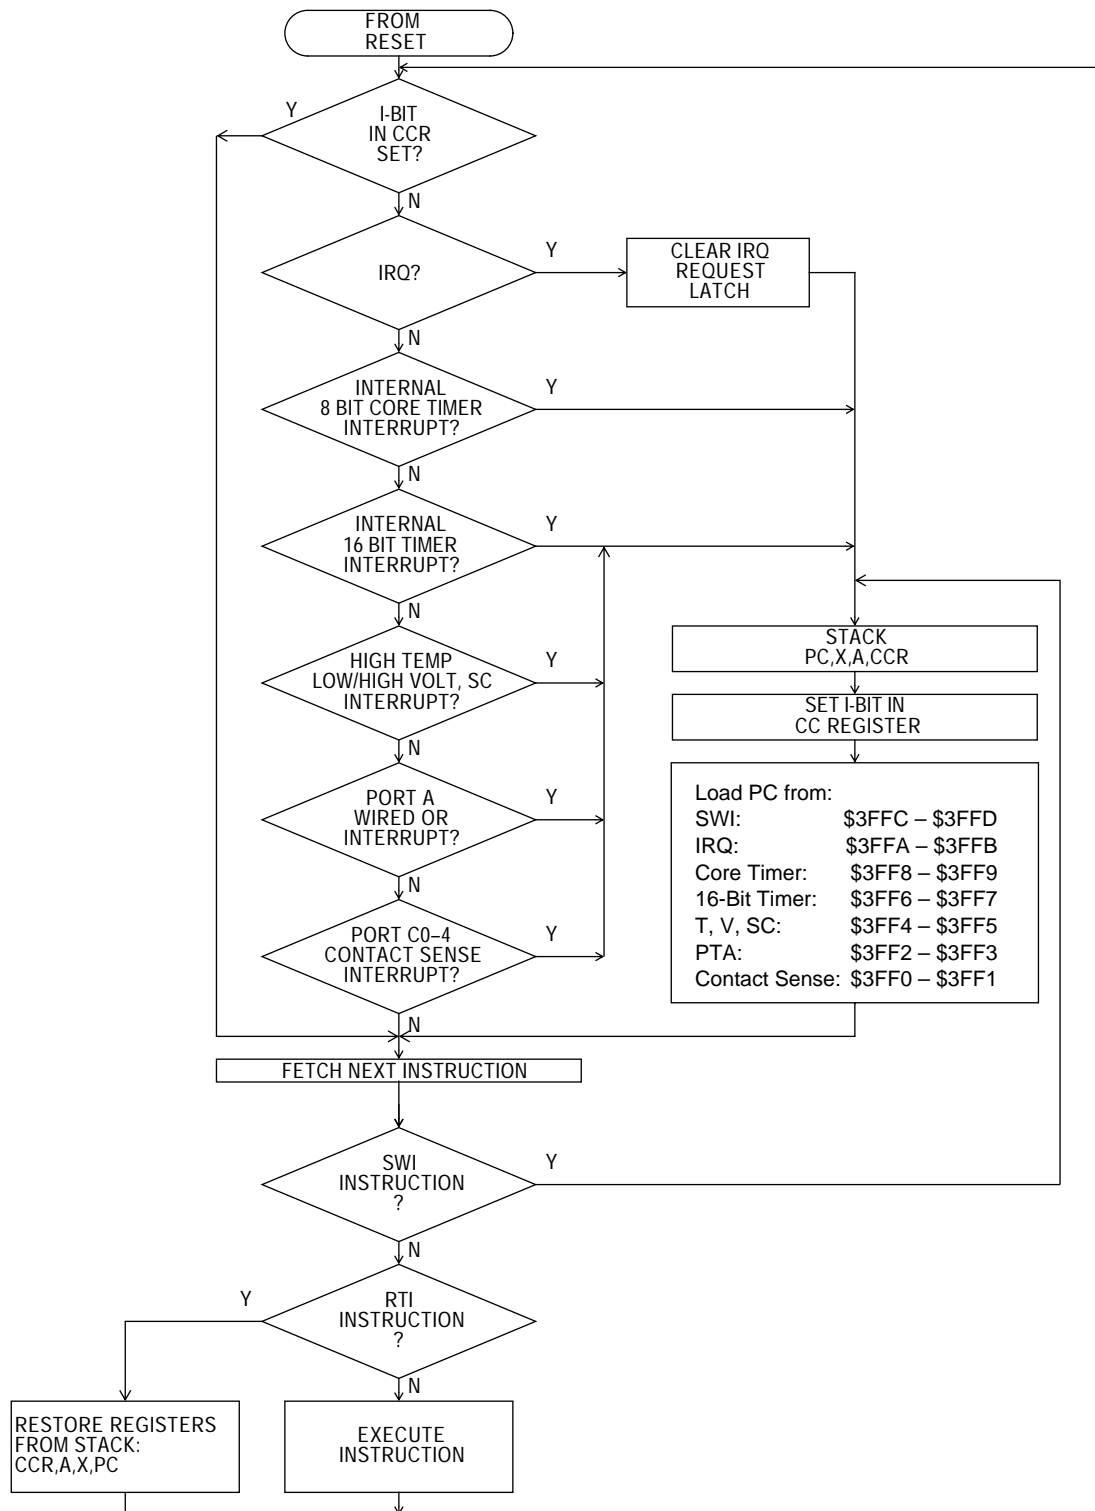 FROM
RESET
Y
I-BIT
IN CCR
SET?
N
IRQ?
Y
CLEAR IRQ
REQUEST
LATCH
N
INTERNAL
8 BIT CORE TIMER
INTERRUPT?
Y
N
INTERNAL
16 BIT TIMER
INTERRUPT?
Y
N
HIGH TEMP
LOW/HIGH VOLT, SC
INTERRUPT?
Y
STACK
PC,X,A,CCR
SET I-BIT IN
CC REGISTER
N
PORT A
WIRED OR
INTERRUPT?
Y
Load PC from:
SWI: $3FFC – $3FFD
IRQ: $3FFA – $3FFB
Core Timer: $3FF8 – $3FF9
16-Bit Timer: $3FF6 – $3FF7
T, V, SC: $3FF4 – $3FF5
PTA: $3FF2 – $3FF3
Contact Sense: $3FF0 – $3FF1
N
PORT C0–4
CONTACT SENSE
INTERRUPT?
Y
N
FETCH NEXT INSTRUCTION
SWI
INSTRUCTION
?
Y
N
RTI
INSTRUCTION
?
Y
N
RESTORE REGISTERS
FROM STACK:
CCR,A,X,PC
EXECUTE
INSTRUCTION